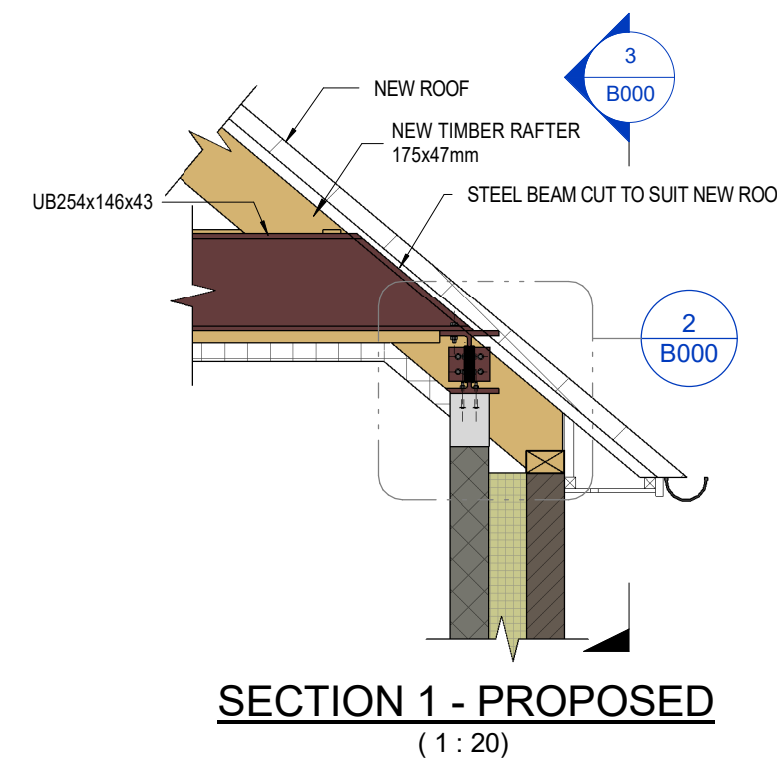 3
B000
NEW ROOF
NEW TIMBER RAFTER
175x47mm
STEEL BEAM CUT TO SUIT NEW ROO
UB254x146x43
2
B000
SECTION 1 - PROPOSED
( 1 : 20)